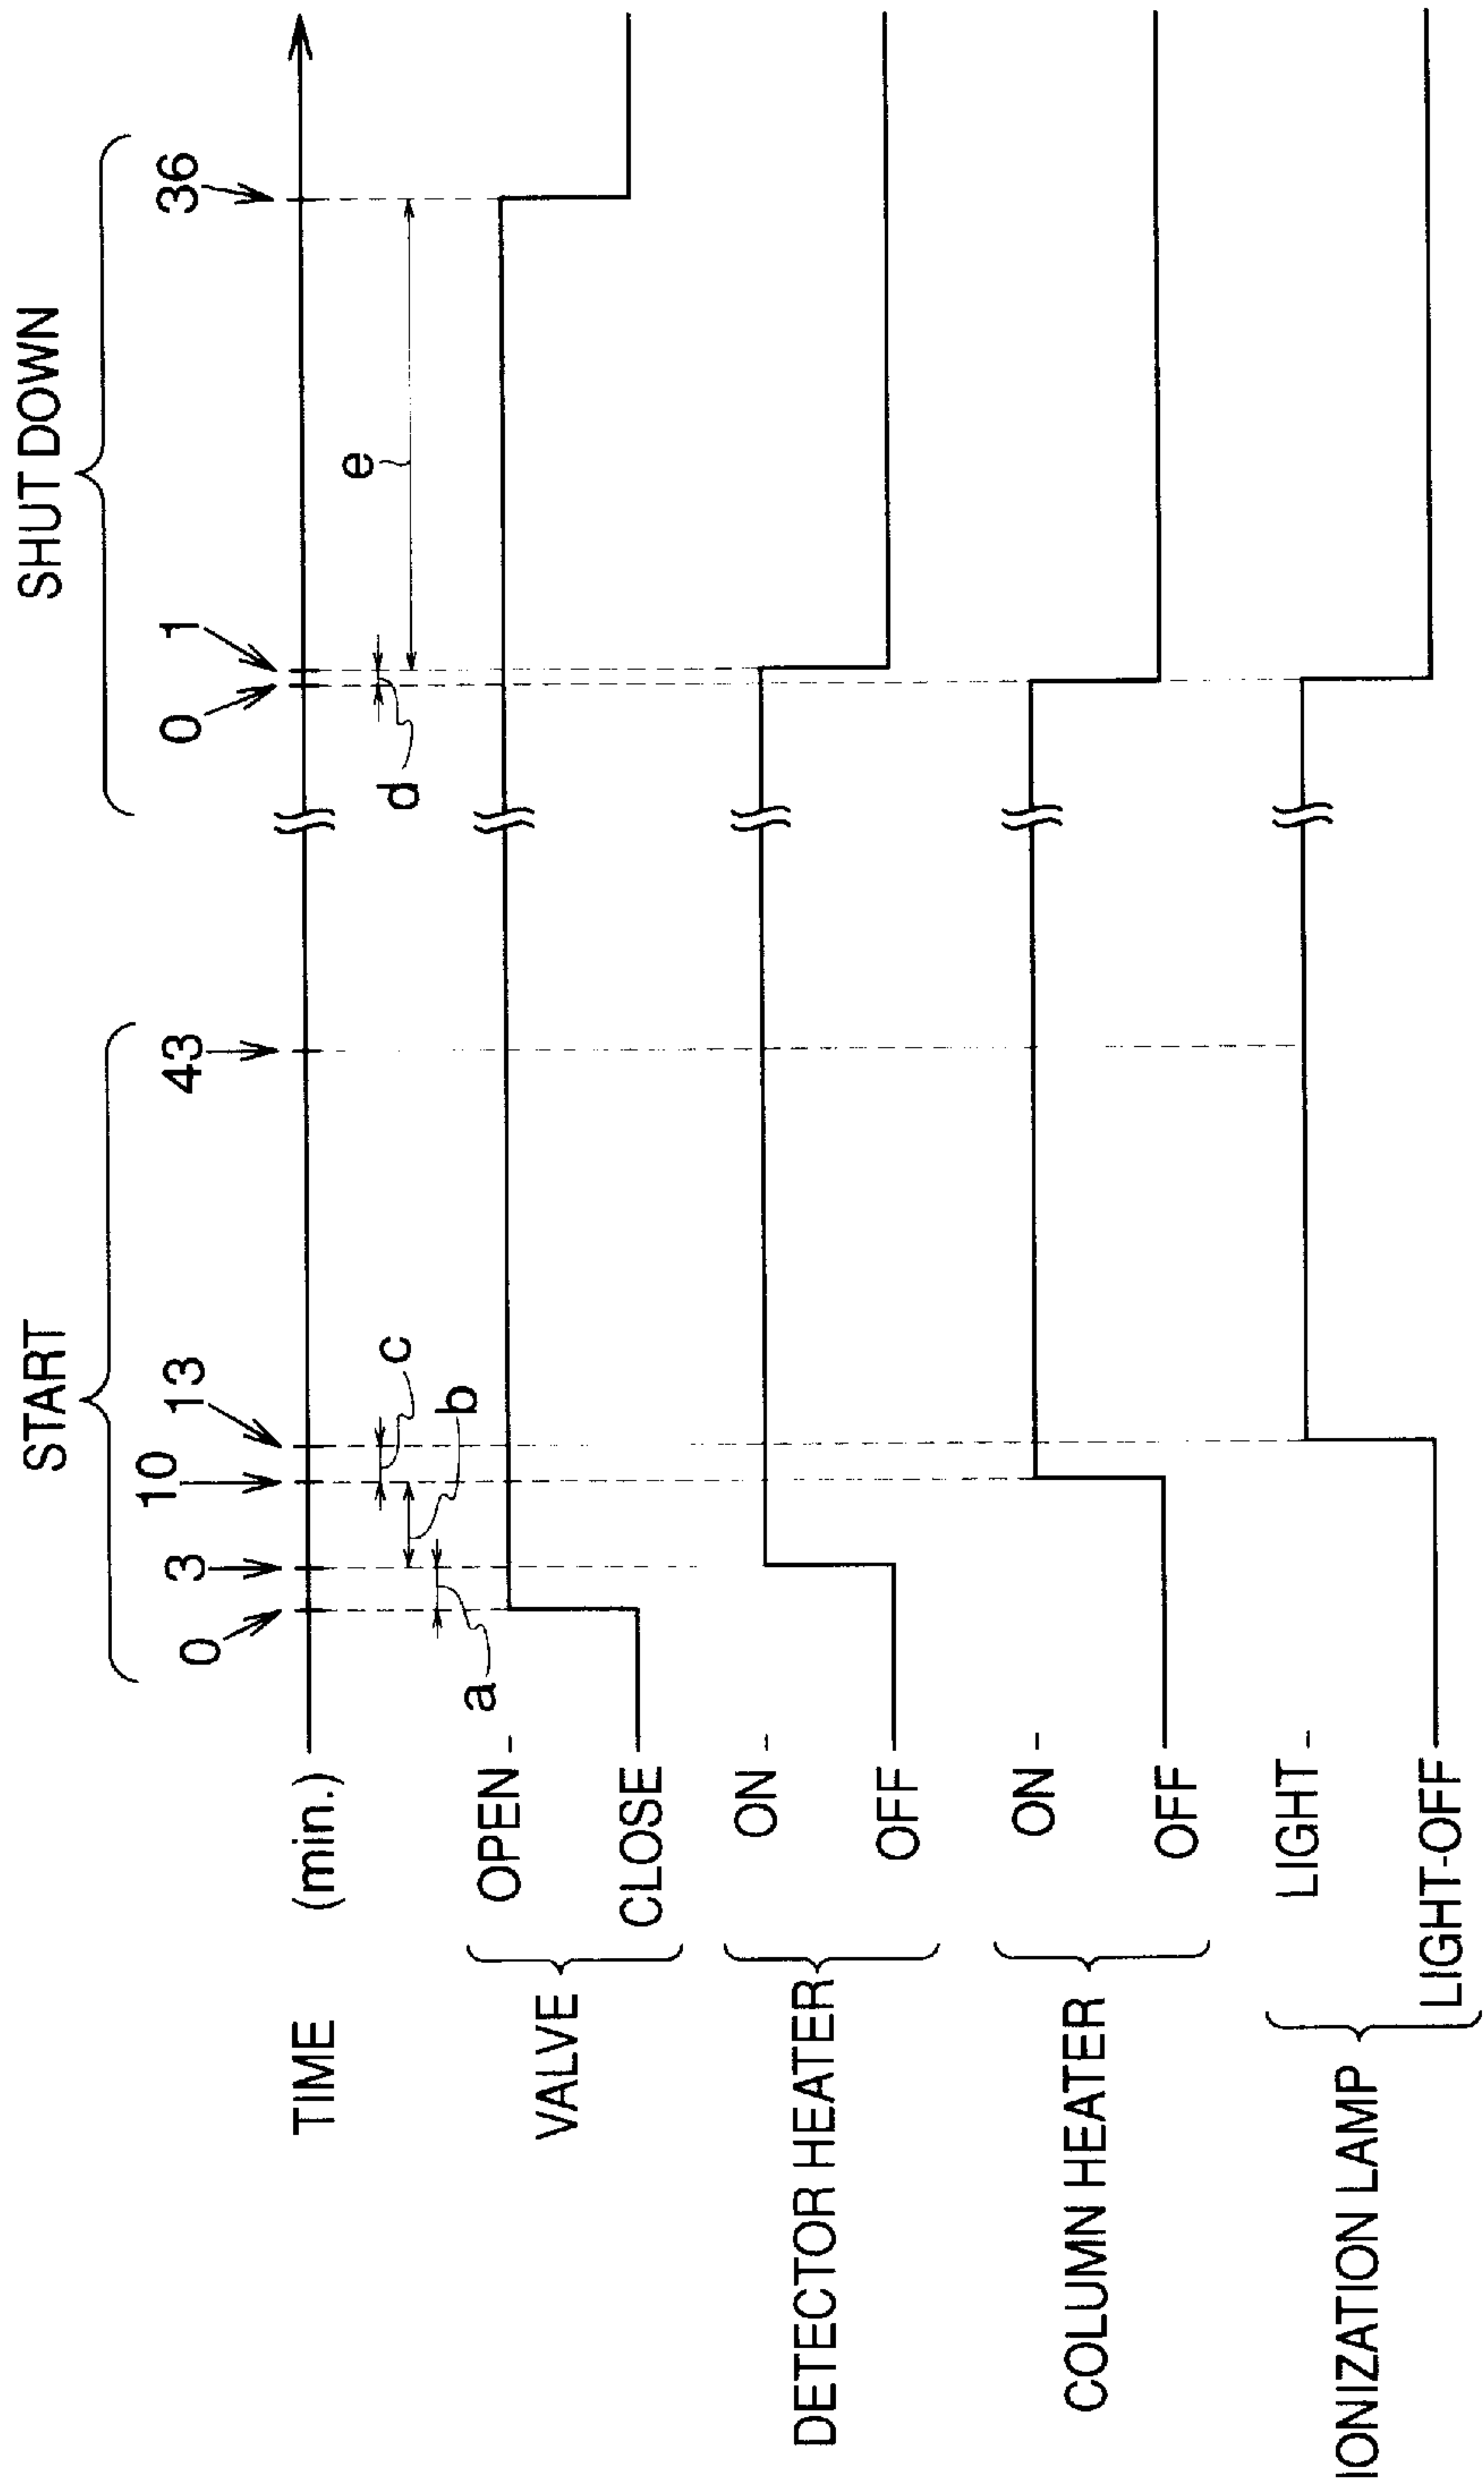 START
SHUT DOWN
0 3 10 13 43 0 1 36
TIME (min.)
c
d
e
b
a
VALVE
OPEN
CLOSE
DETECTOR HEATER
ON
OFF
COLUMN HEATER
ON
OFF
IONIZATION LAMP
LIGHT
LIGHT-OFF